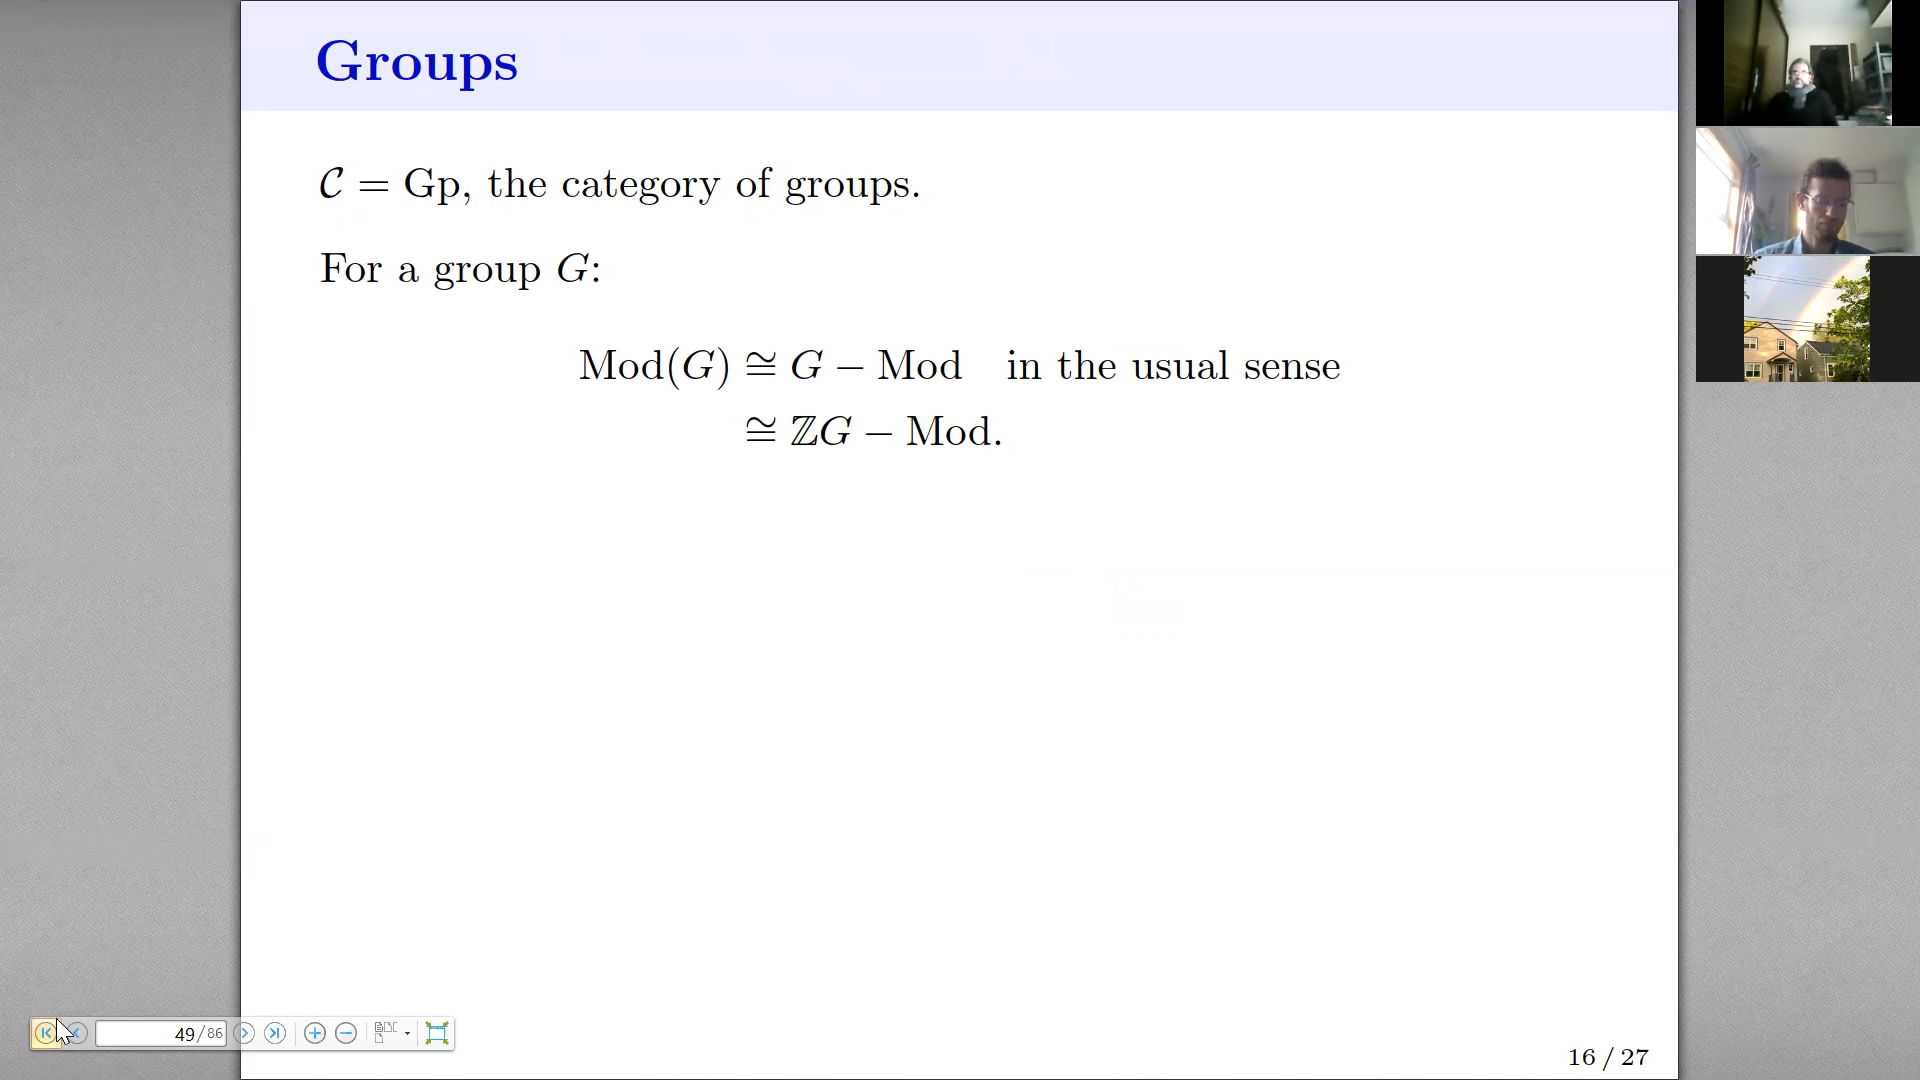 Groups
𝒞 = Gp, the category of groups.
For a group G:
Mod(G) ≅ G − Mod in the usual sense
≅ ℤG − Mod.
49/86
16 / 27